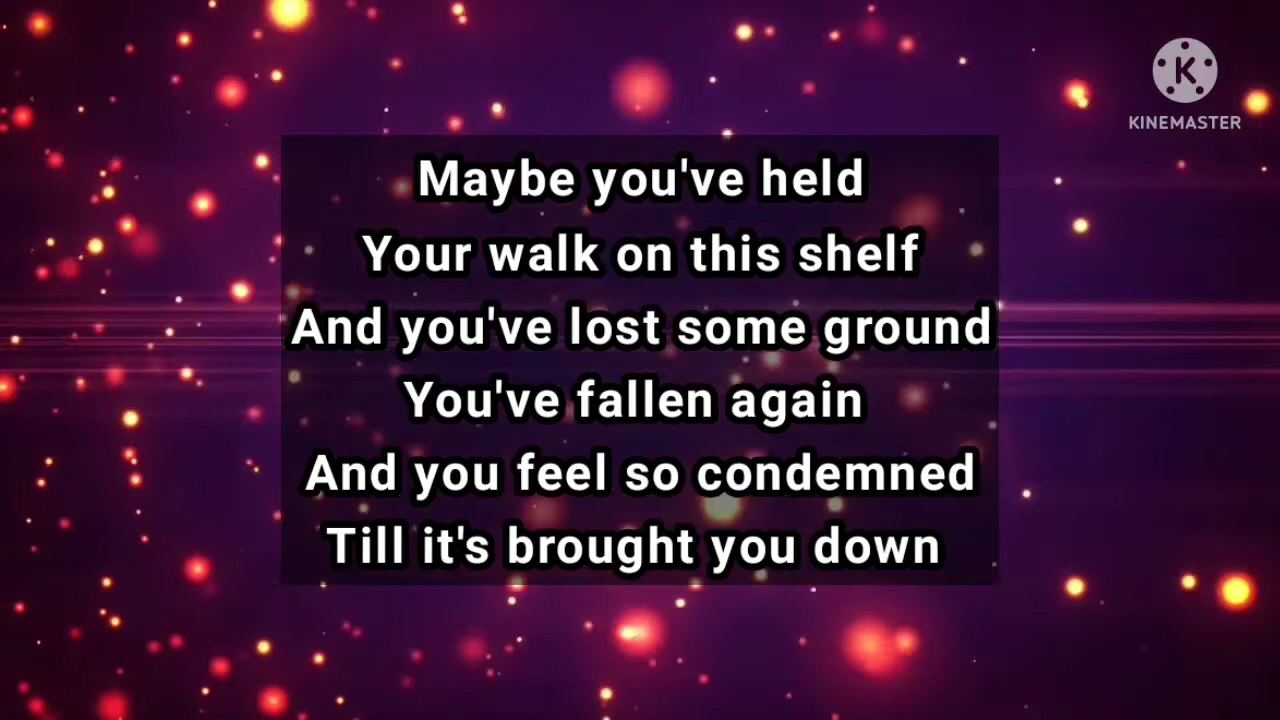 KINEMASTER
Maybe you've held
Your walk on this shelf
And you've lost some ground
You've fallen again
And you feel so condemned
Till it's brought you down